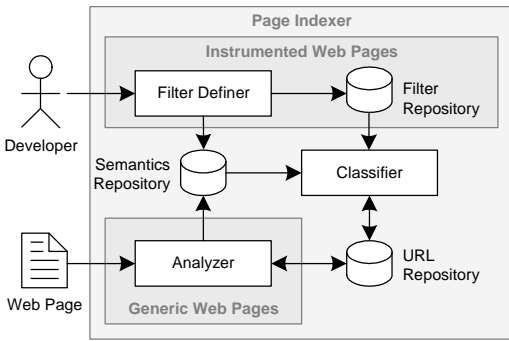 Page Indexer
Instrumented Web Pages
Filter Definer
Filter
Repository
Developer
Semantics
Repository
Classifier
Analyzer
URL
Repository
Web Page
Generic Web Pages